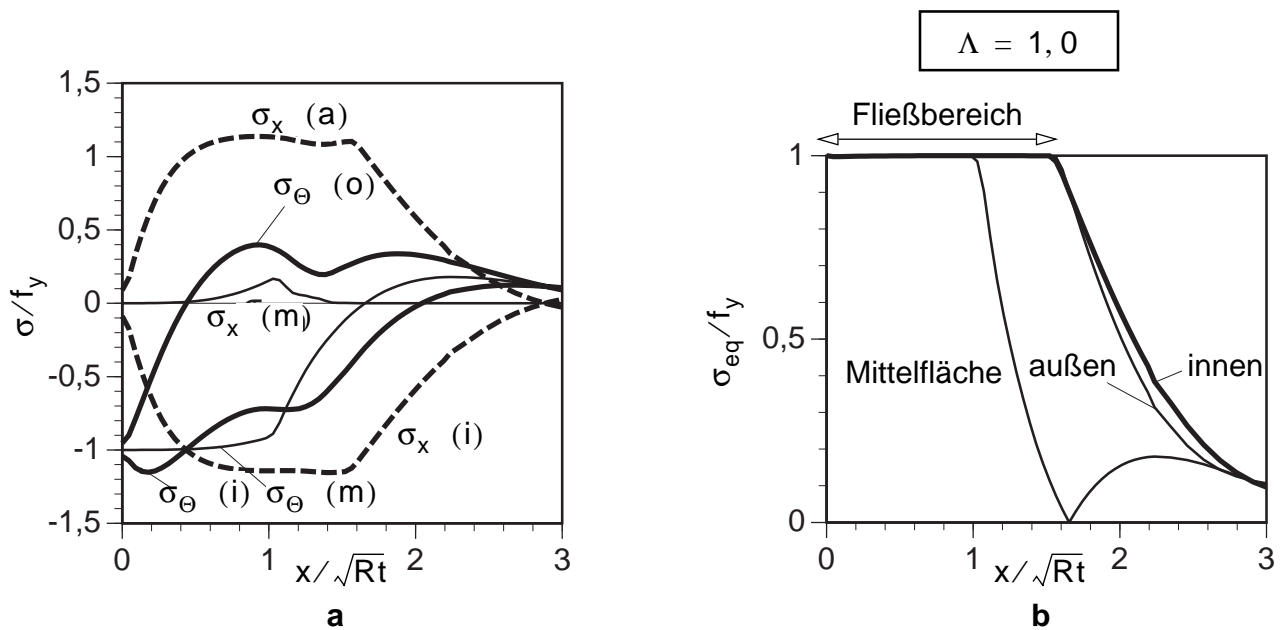 Λ = 1,0
1,5
1
0,5
0
-0,5
-1
-1,5
σ/f_y
σ_x (a)
σ_Θ (o)
σ_x (m)
σ_x (i)
σ_Θ (i)
σ_Θ (m)
0
1
2
3
x/√Rt
a
Fließbereich
1
0,5
0
σ_eq/f_y
Mittelfläche
außen
innen
0
1
2
3
x/√Rt
b